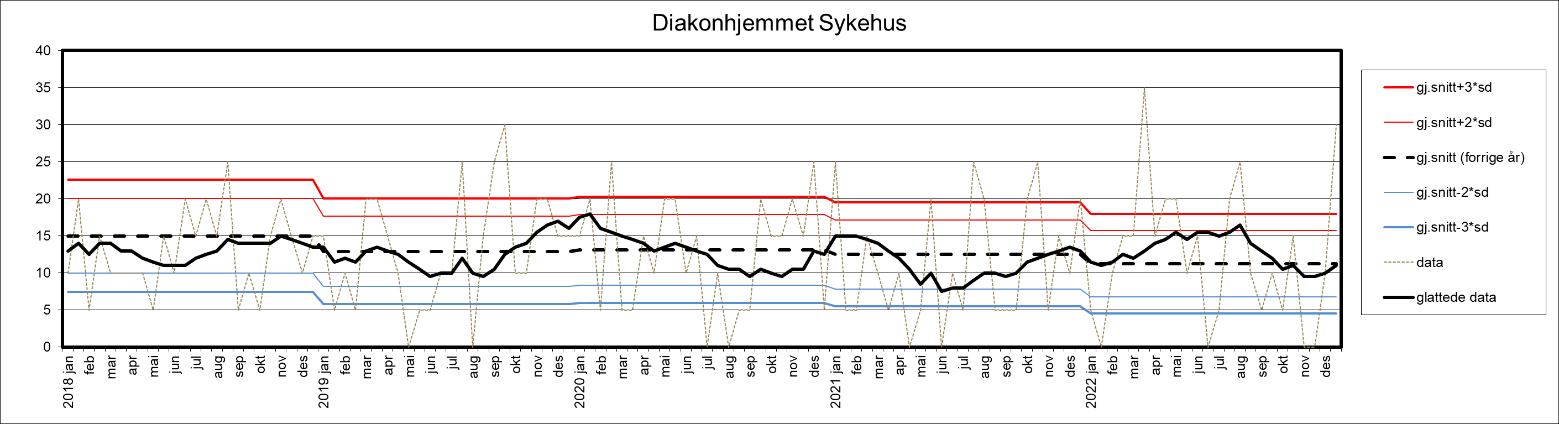 Diakonhjemmet Sykehus
40
35
30
25
20
15
10
5
0
2018 jan feb mar apr mai jun jul aug sep okt nov des
2019 jan feb mar apr mai jun jul aug sep okt nov des
2020 jan feb mar apr mai jun jul aug sep okt nov des
2021 jan feb mar apr mai jun jul aug sep okt nov des
2022 jan feb mar apr mai jun jul aug sep okt nov des
gj.snitt+3*sd
gj.snitt+2*sd
gj.snitt (forrige år)
gj.snitt-2*sd
gj.snitt-3*sd
data
glattede data